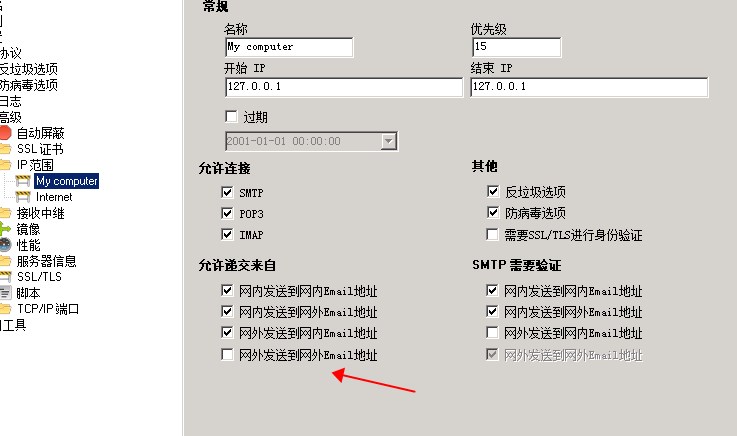 常规
名称
优先级
My computer
15
开始 IP
结束 IP
127.0.0.1
127.0.0.1
过期
2001-01-01 00:00:00
允许连接
其他
SMTP
反垃圾选项
POP3
防病毒选项
IMAP
需要SSL/TLS进行身份验证
允许递交来自
SMTP 需要验证
网内发送到网内Email地址
网内发送到网内Email地址
网内发送到网外Email地址
网内发送到网外Email地址
网外发送到网内Email地址
网外发送到网内Email地址
网外发送到网外Email地址
网外发送到网外Email地址
协议
反垃圾选项
防病毒选项
日志
高级
自动屏蔽
SSL 证书
IP 范围
My computer
Internet
接收中继
镜像
性能
服务器信息
SSL/TLS
脚本
TCP/IP 端口
工具